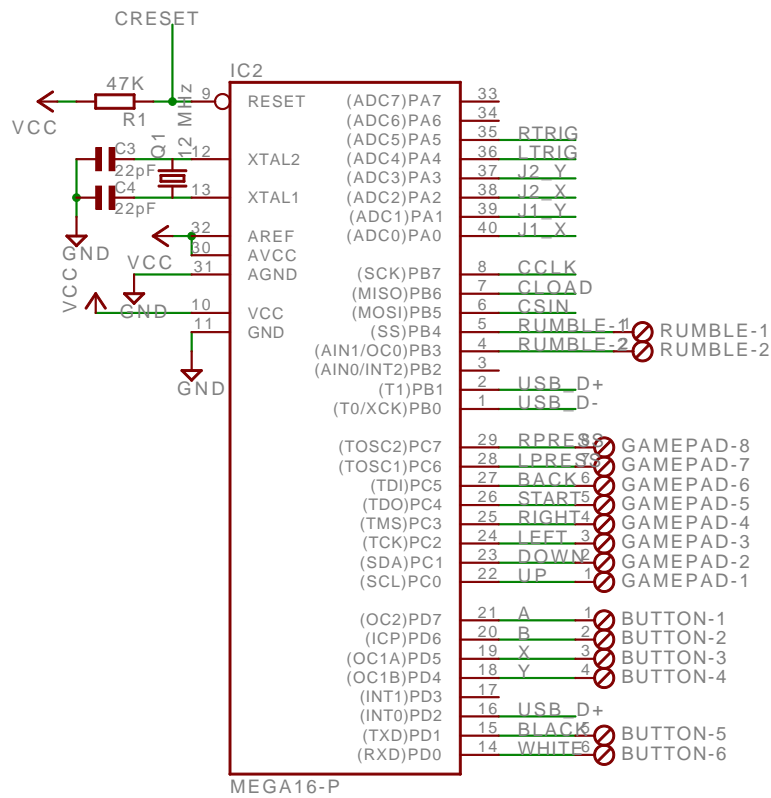 CRESET
IC2
47K
R1
VCC
9
RESET
Q1
12 MHz
C3
22pF
12
XTAL2
C4
22pF
13
XTAL1
GND
32
AREF
30
AVCC
VCC
31
AGND
GND
VCC
10
VCC
11
GND
GND
(ADC7)PA7 33
(ADC6)PA6 34
(ADC5)PA5 35 RTRIG
(ADC4)PA4 36 LTRIG
(ADC3)PA3 37 J2_Y
(ADC2)PA2 38 J2_X
(ADC1)PA1 39 J1_Y
(ADC0)PA0 40 J1_X
(SCK)PB7 8 CCLK
(MISO)PB6 7 CLOAD
(MOSI)PB5 6 CSIN
(SS)PB4 5 RUMBLE-1 1 RUMBLE-1
(AIN1/OC0)PB3 4 RUMBLE-2 2 RUMBLE-2
(AIN0/INT2)PB2 3
(T1)PB1 2 USB_D+
(T0/XCK)PB0 1 USB_D-
(TOSC2)PC7 29 RPRESS 8 GAMEPAD-8
(TOSC1)PC6 28 LPRESS 7 GAMEPAD-7
(TDI)PC5 27 BACK 6 GAMEPAD-6
(TDO)PC4 26 START 5 GAMEPAD-5
(TMS)PC3 25 RIGHT 4 GAMEPAD-4
(TCK)PC2 24 LEFT 3 GAMEPAD-3
(SDA)PC1 23 DOWN 2 GAMEPAD-2
(SCL)PC0 22 UP 1 GAMEPAD-1
(OC2)PD7 21 A 1 BUTTON-1
(ICP)PD6 20 B 2 BUTTON-2
(OC1A)PD5 19 X 3 BUTTON-3
(OC1B)PD4 18 Y 4 BUTTON-4
(INT1)PD3 17
(INT0)PD2 16 USB_D+
(TXD)PD1 15 BLACK 5 BUTTON-5
(RXD)PD0 14 WHITE 6 BUTTON-6
MEGA16-P